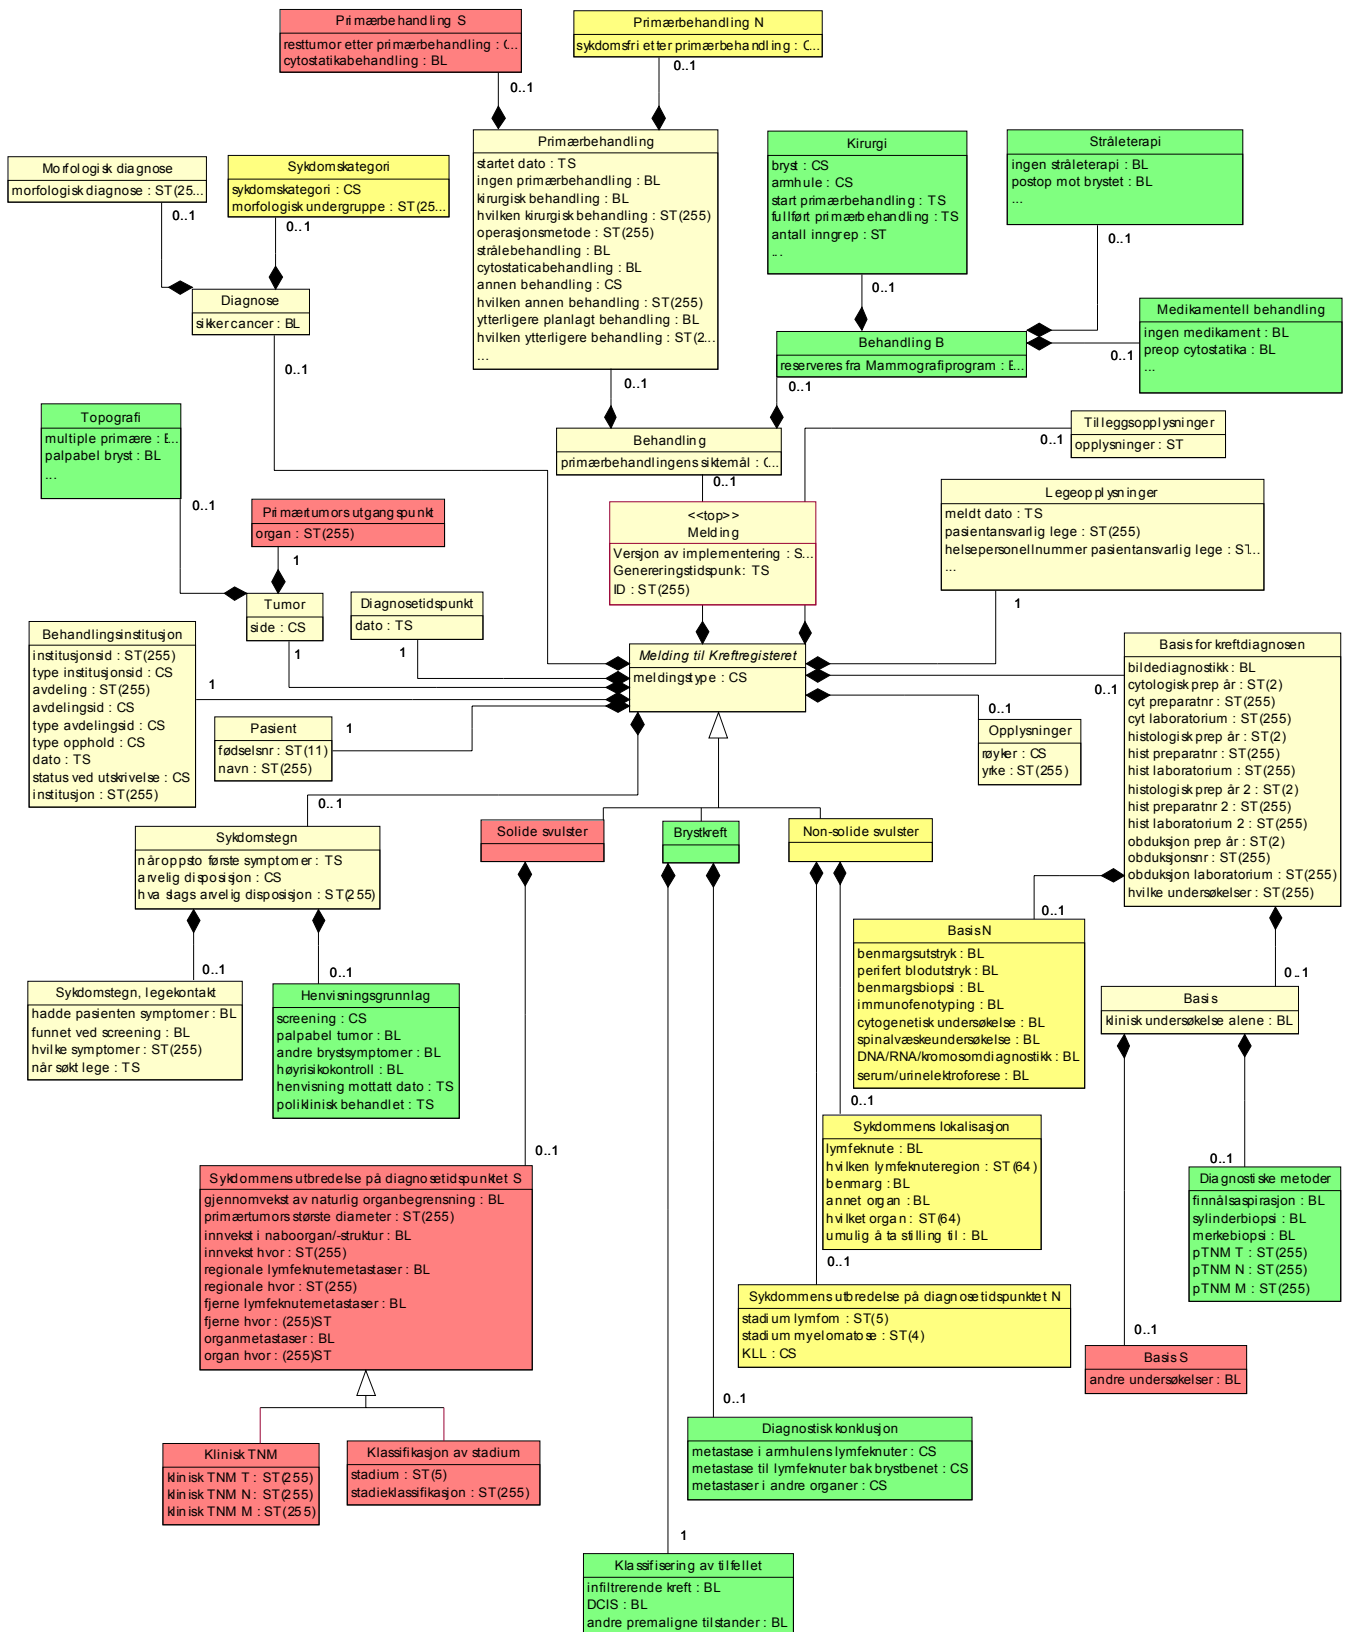 Primærbehandling S
resttumor etter primærbehandling : C...
cytostatikabehandling : BL
0..1
Primærbehandling N
sykdomsfri etter primærbehandling : C...
0..1
Morfologisk diagnose
morfologisk diagnose : ST(25...
0..1
Sykdomskategori
sykdomskategori : CS
morfologisk undergruppe : ST(25...
0..1
Primærbehandling
startet dato : TS
ingen primærbehandling : BL
kirurgisk behandling : BL
hvilken kirurgisk behandling : ST(255)
operasjonsmetode : ST(255)
strålebehandling : BL
cytostaticabehandling : BL
annen behandling : CS
hvilken annen behandling : ST(255)
ytterligere planlagt behandling : BL
hvilken ytterligere behandling : ST(2...
...
0..1
Kirurgi
bryst : CS
armhule : CS
start primærbehandling : TS
fullført primærbehandling : TS
antall inngrep : ST
...
0..1
Stråleterapi
ingen stråleterapi : BL
postop mot brystet : BL
...
0..1
Diagnose
sikker cancer : BL
0..1
Behandling B
reserveres fra Mammografiprogram : E...
0..1
Medikamentell behandling
ingen medikament : BL
preop cytostatika : BL
...
0..1
Topografi
multiple primære : E...
palpabel bryst : BL
...
0..1
Behandling
primærbehandlingens siktemål : C...
0..1
Tilleggsopplysninger
opplysninger : ST
0..1
Primærtumors utgangspunkt
organ : ST(255)
1
<<top>>
Melding
Versjon av implementering : S...
Genereringstidspunk : TS
ID : ST(255)
Legeopplysninger
meldt dato : TS
pasientansvarlig lege : ST(255)
helsepersonellnummer pasientansvarlig lege : ST...
...
1
Tumor
side : CS
1
Diagnosetidspunkt
dato : TS
1
Behandlingsinstitusjon
institusjonsid : ST(255)
type institusjonsid : CS
avdeling : ST(255)
avdelingsid : CS
type avdelingsid : CS
type opphold : CS
dato : TS
status ved utskrivelse : CS
institusjon : ST(255)
1
Melding til Kreftregisteret
meldingstype : CS
Basis for kreftdiagnosen
bildediagnostikk : BL
cytologisk prep år : ST(2)
cyt preparatnr : ST(255)
cyt laboratorium : ST(255)
histologisk prep år : ST(2)
hist preparatnr : ST(255)
hist laboratorium : ST(255)
histologisk prep år 2 : ST(2)
hist preparatnr 2 : ST(255)
hist laboratorium 2 : ST(255)
obduksjon prep år : ST(2)
obduksjonsnr : ST(255)
obduksjon laboratorium : ST(255)
hvilke undersøkelser : ST(255)
0..1
Pasient
fødselsnr : ST(11)
navn : ST(255)
1
Opplysninger
røyker : CS
yrke : ST(255)
0..1
Sykdomstegn
når oppsto første symptomer : TS
arvelig disposisjon : CS
hva slags arvelig disposisjon : ST(255)
0..1
Solide svulster
Brystkreft
Non-solide svulster
Basis N
benmargsutstryk : BL
perifert blodutstryk : BL
benmargsbiopsi : BL
immunofenotyping : BL
cytogenetisk undersøkelse : BL
spinalvæskeundersøkelse : BL
DNA/RNA/kromosomdiagnostikk : BL
serum/urinelektroforese : BL
0..1
Sykdomstegn, legekontakt
hadde pasienten symptomer : BL
funnet ved screening : BL
hvilke symptomer : ST(255)
når søkt lege : TS
0..1
Henvisningsgrunnlag
screening : CS
palpabel tumor : BL
andre brystsymptomer : BL
høyrisikokontroll : BL
henvisning mottatt dato : TS
poliklinisk behandlet : TS
0..1
Basis
klinisk undersøkelse alene : BL
0..1
Sykdommens lokalisasjon
lymfeknute : BL
hvilken lymfeknuteregion : ST(64)
benmarg : BL
annet organ : BL
hvilket organ : ST(64)
umulig å ta stilling til : BL
0..1
Sykdommens utbredelse på diagnosetidspunktet S
gjennomvekst av naturlig organbegrensning : BL
primærtumors største diameter : ST(255)
innvekst i naboorgan/-struktur : BL
innvekst hvor : ST(255)
regionale lymfeknutemetastaser : BL
regionale hvor : ST(255)
fjerne lymfeknutemetastaser : BL
fjerne hvor : (255)ST
organmetastaser : BL
organ hvor : (255)ST
0..1
Diagnostiske metoder
finnålsaspirasjon : BL
sylinderbiopsi : BL
merkebiopsi : BL
pTNM T : ST(255)
pTNM N : ST(255)
pTNM M : ST(255)
0..1
Sykdommens utbredelse på diagnosetidspunktet N
stadium lymfom : ST(5)
stadium myelomatose : ST(4)
KLL : CS
0..1
Basis S
andre undersøkelser : BL
0..1
Klinisk TNM
klinisk TNM T : ST(255)
klinisk TNM N : ST(255)
klinisk TNM M : ST(255)
Klassifikasjon av stadium
stadium : ST(5)
stadieklassifikasjon : ST(255)
Diagnostisk konklusjon
metastase i armhulens lymfeknuter : CS
metastase til lymfeknuter bak brystbenet : CS
metastaser i andre organer : CS
0..1
Klassifisering av tilfellet
infiltrerende kreft : BL
DCIS : BL
andre premaligne tilstander : BL
1